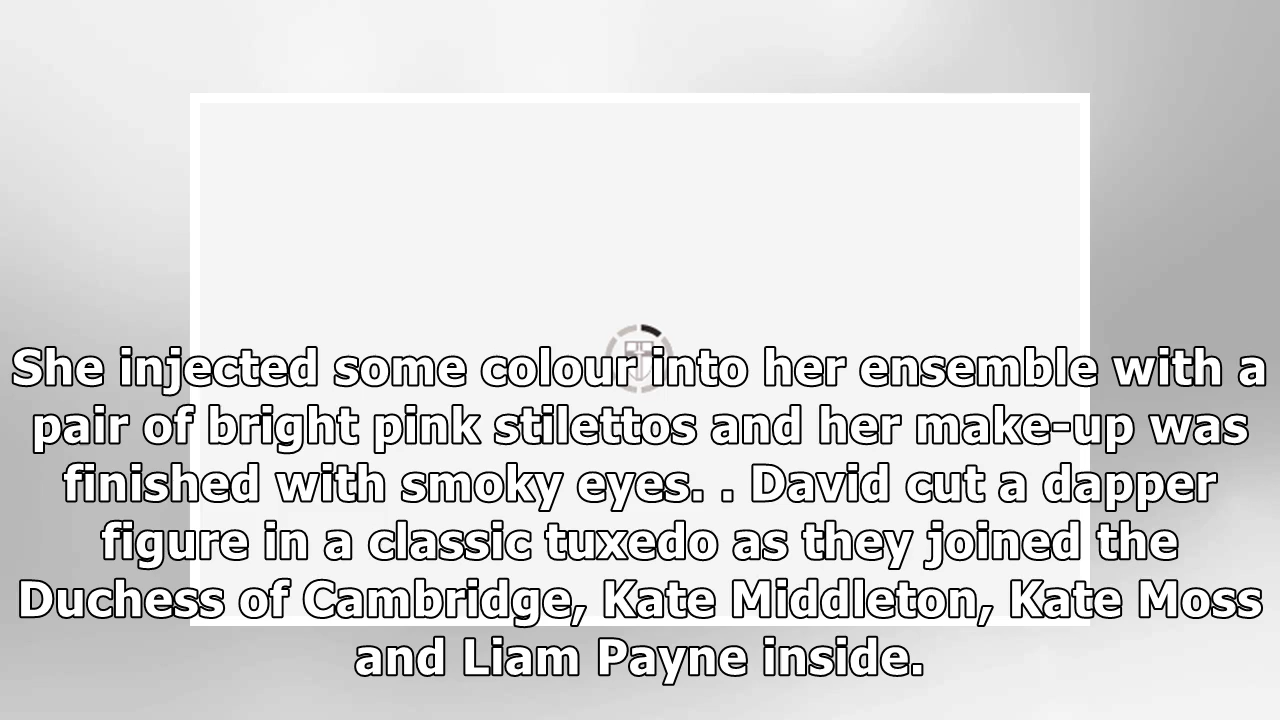 She injected some colour into her ensemble with a
pair of bright pink stilettos and her make-up was
finished with smoky eyes. . David cut a dapper
figure in a classic tuxedo as they joined the
Duchess of Cambridge, Kate Middleton, Kate Moss
and Liam Payne inside.